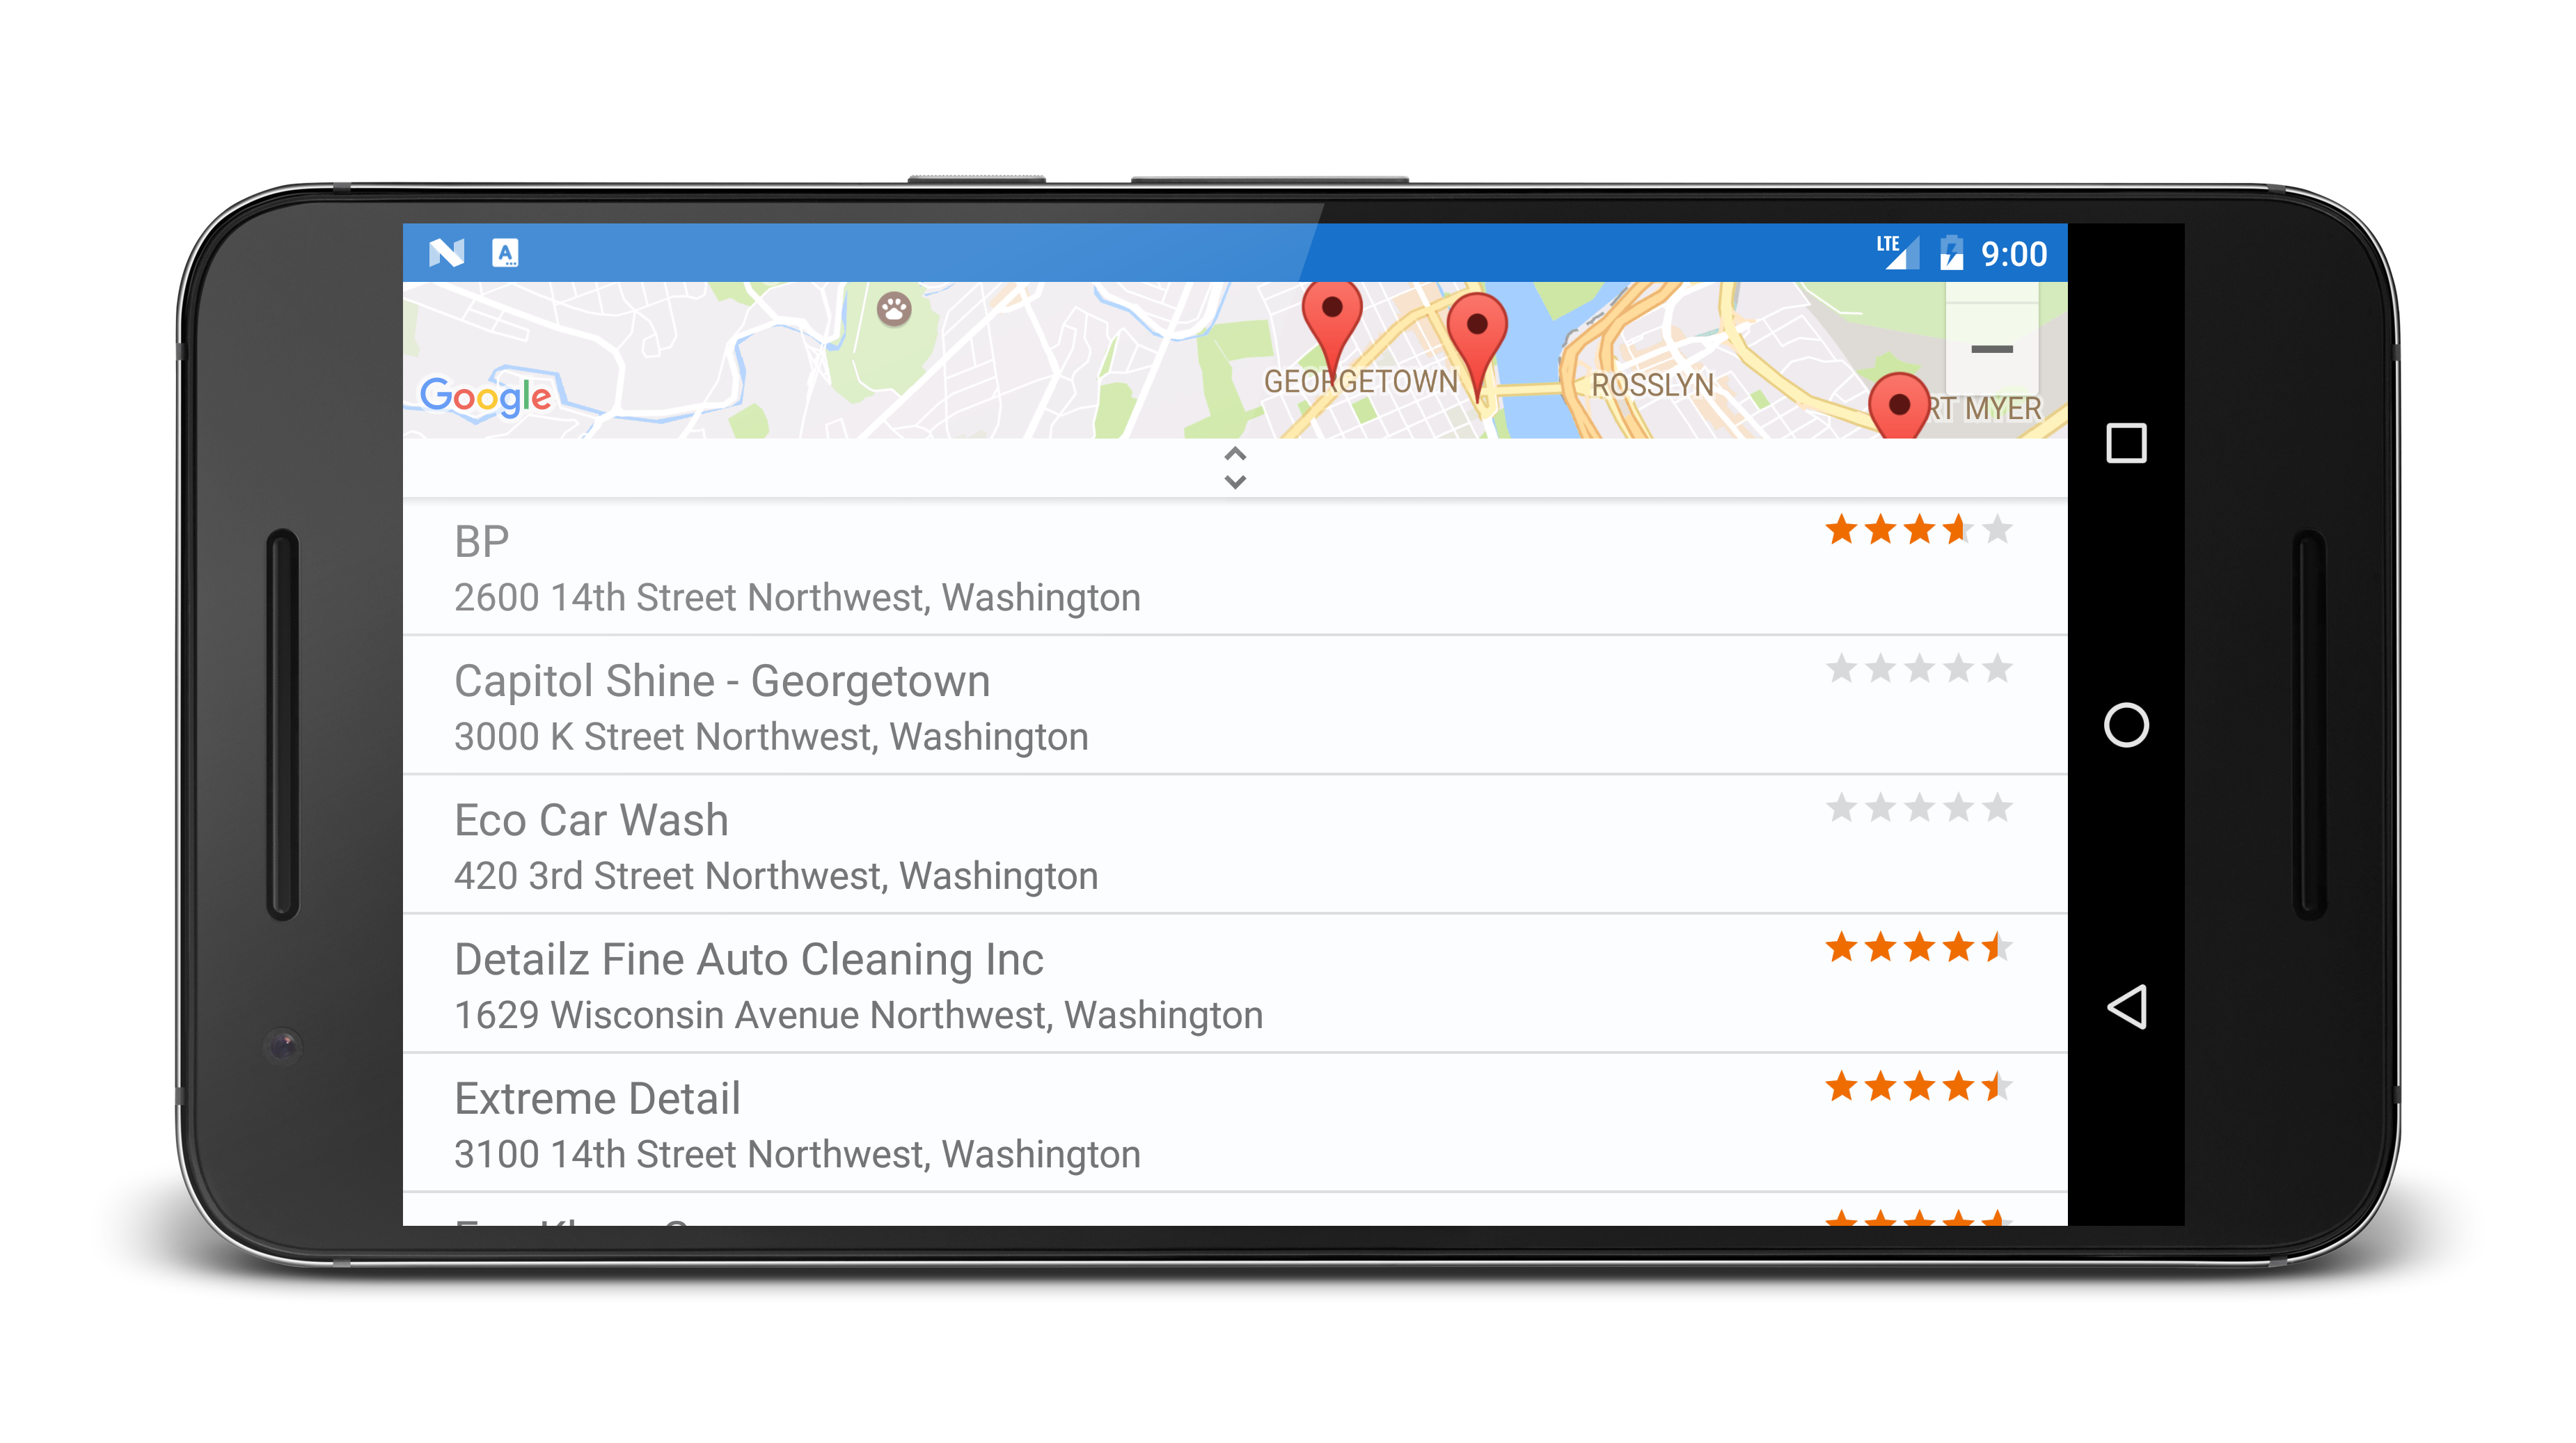 A
LTE
9:00
Google
GEORGETOWN
ROSSLYN
RT MYER
BP
2600 14th Street Northwest, Washington
Capitol Shine - Georgetown
3000 K Street Northwest, Washington
Eco Car Wash
420 3rd Street Northwest, Washington
Detailz Fine Auto Cleaning Inc
1629 Wisconsin Avenue Northwest, Washington
Extreme Detail
3100 14th Street Northwest, Washington